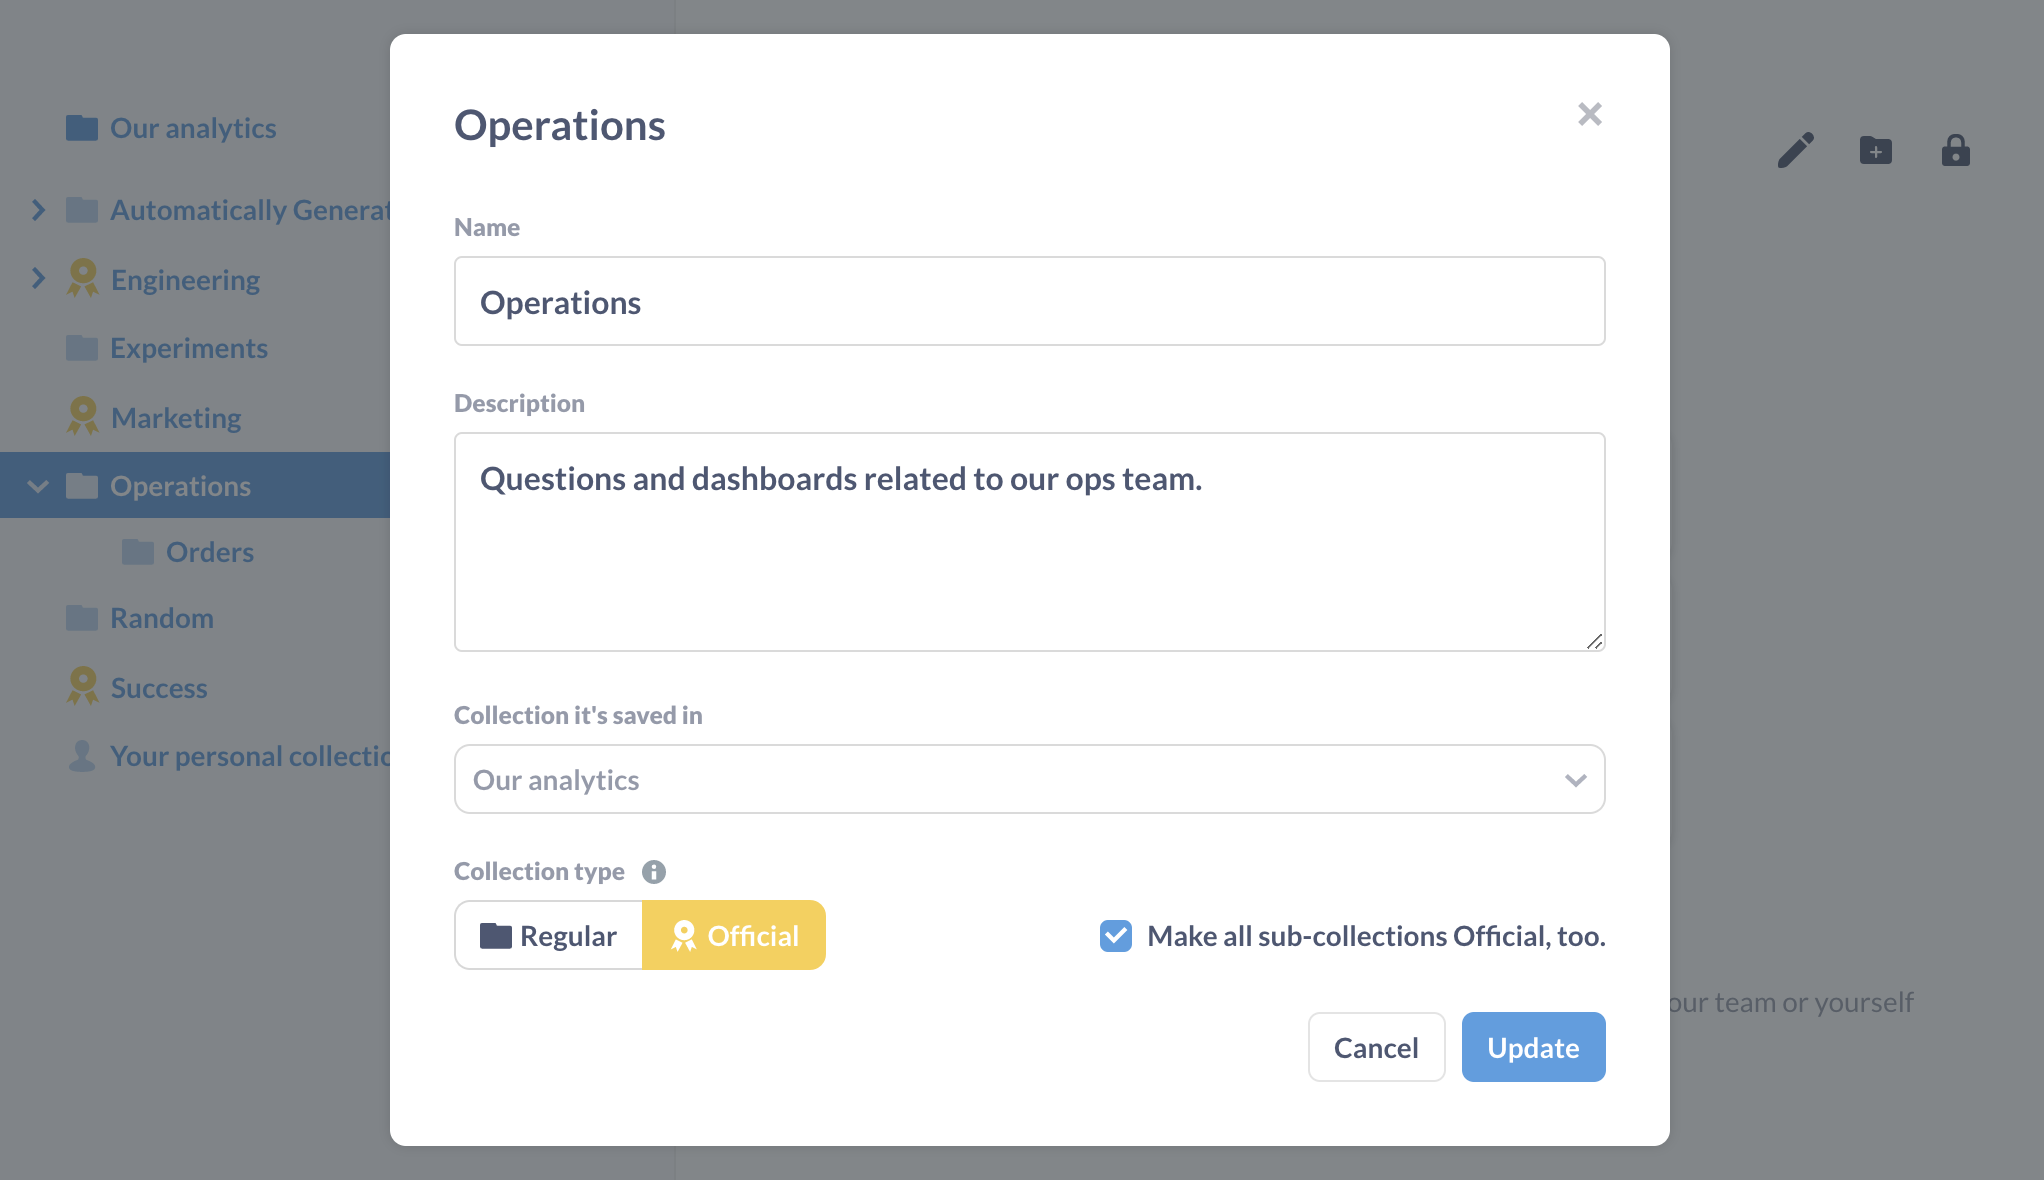 Our analytics
Automatically Generat
Engineering
Experiments
Marketing
Operations
Orders
Random
Success
Your personal collectio
Operations
Name
Operations
Description
Questions and dashboards related to our ops team.
Collection it's saved in
Our analytics
Collection type
Regular
Official
Make all sub-collections Official, too.
Cancel
Update
our team or yourself